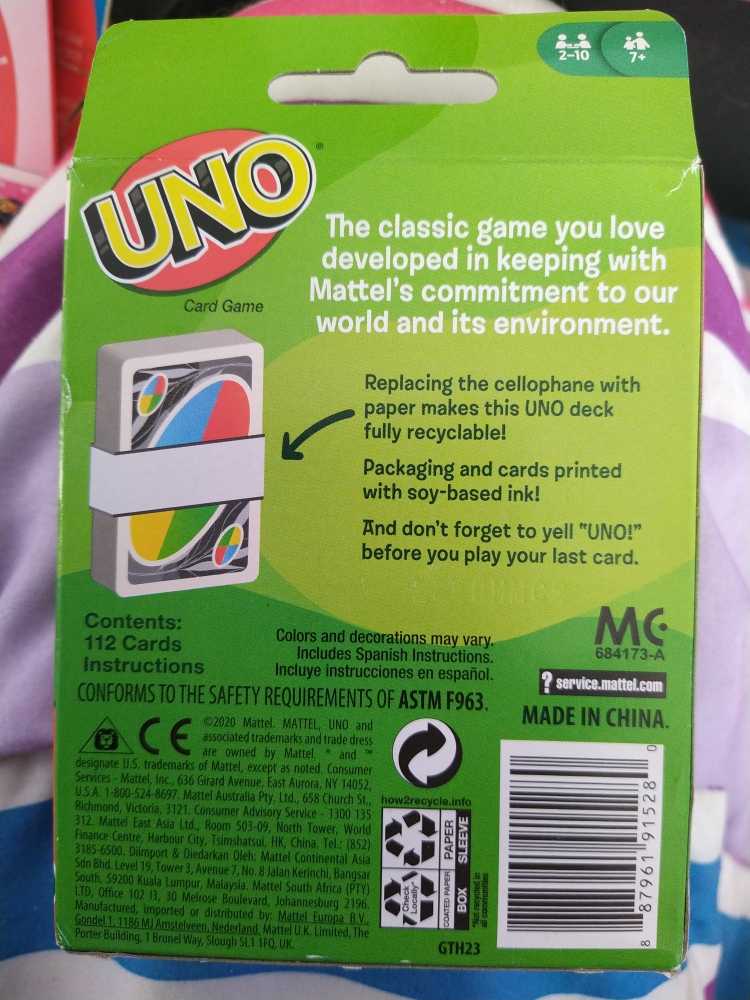 2-10
7+
UNO®
Card Game
The classic game you love
developed in keeping with
Mattel's commitment to our
world and its environment.
Replacing the cellophane with
paper makes this UNO deck
fully recyclable!
Packaging and cards printed
with soy-based ink!
And don't forget to yell "UNO!"
before you play your last card.
Contents:
112 Cards
Instructions
Colors and decorations may vary.
Includes Spanish Instructions.
Incluye instrucciones en español.
MC
684173-A
? service.mattel.com
CONFORMS TO THE SAFETY REQUIREMENTS OF ASTM F963.
MADE IN CHINA.
CE
©2020 Mattel. MATTEL, UNO and
associated trademarks and trade dress
are owned by Mattel. ® and ™
designate U.S. trademarks of Mattel, except as noted. Consumer
Services - Mattel, Inc., 636 Girard Avenue, East Aurora, NY 14052,
U.S.A. 1-800-524-8697. Mattel Australia Pty. Ltd., 658 Church St.,
Richmond, Victoria, 3121. Consumer Advisory Service - 1300 135
312. Mattel East Asia Ltd., Room 503-09, North Tower, World
Finance Centre, Harbour City, Tsimshatsui, HK, China. Tel.: (852)
3185-6500. Diimport & Diedarkan Oleh: Mattel Continental Asia
Sdn Bhd. Level 19, Tower 3, Avenue 7, No. 8 Jalan Kerinchi, Bangsar
South, 59200 Kuala Lumpur, Malaysia. Mattel South Africa (PTY)
LTD, Office 102 I3, 30 Melrose Boulevard, Johannesburg 2196.
Manufactured, imported or distributed by: Mattel Europa B.V.,
Gondel 1, 1186 MJ Amstelveen, Nederland. Mattel U.K. Limited, The
Porter Building, 1 Brunel Way, Slough SL1 1FQ, UK.
how2recycle.info
PAPER
SLEEVE
Check
Locally*
COATED PAPER
BOX
*Not recycled in
all communities
GTH23
8 87961 91528 0